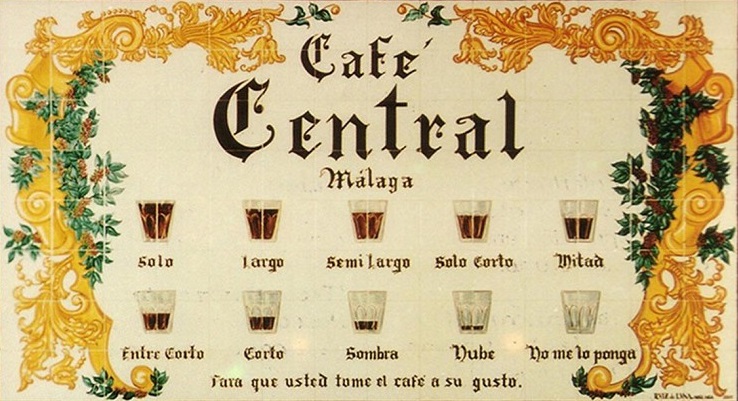 Café
Central
Málaga
Solo Largo Semi largo Solo Corto Mitad
Entre Corto Corto Sombra Nube No me lo ponga
Para que usted tome el café a su gusto.